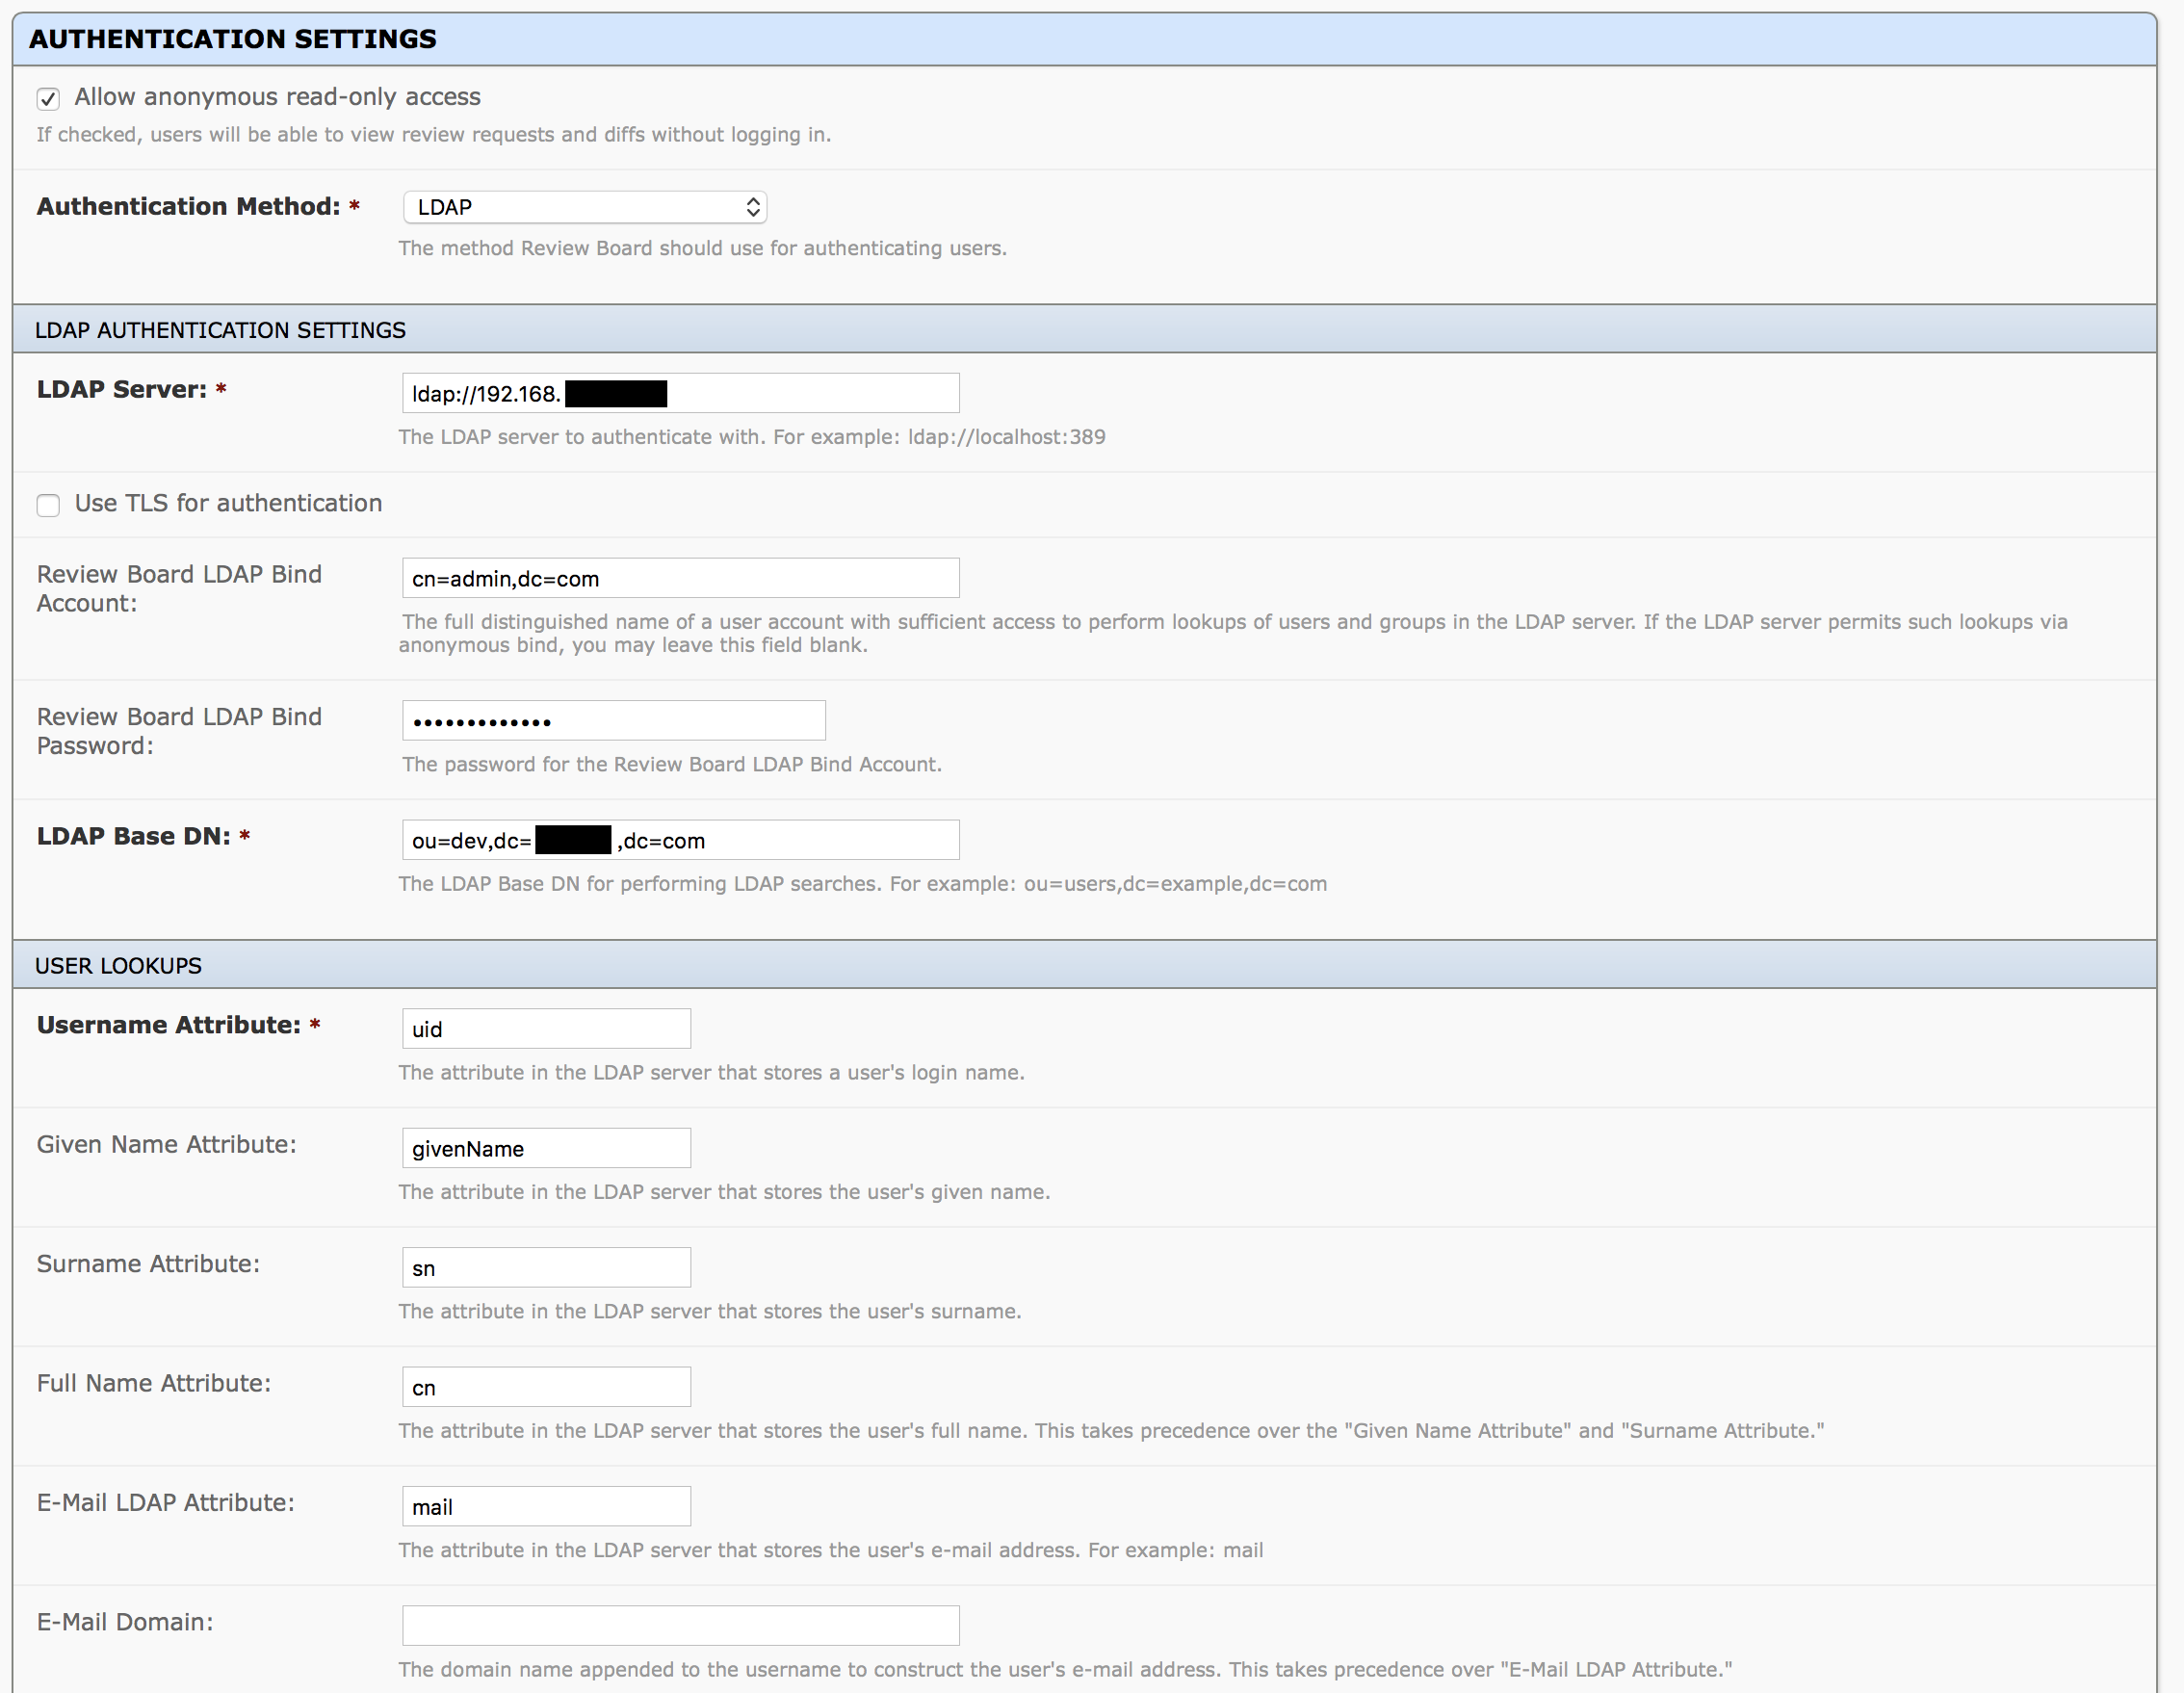 AUTHENTICATION SETTINGS
Allow anonymous read-only access
If checked, users will be able to view review requests and diffs without logging in.
Authentication Method: *
LDAP
The method Review Board should use for authenticating users.
LDAP AUTHENTICATION SETTINGS
LDAP Server: *
ldap://192.168.
The LDAP server to authenticate with. For example: ldap://localhost:389
Use TLS for authentication
Review Board LDAP Bind
Account:
cn=admin,dc=com
The full distinguished name of a user account with sufficient access to perform lookups of users and groups in the LDAP server. If the LDAP server permits such lookups via
anonymous bind, you may leave this field blank.
Review Board LDAP Bind
Password:
•••••••••••••
The password for the Review Board LDAP Bind Account.
LDAP Base DN: *
ou=dev,dc= ,dc=com
The LDAP Base DN for performing LDAP searches. For example: ou=users,dc=example,dc=com
USER LOOKUPS
Username Attribute: *
uid
The attribute in the LDAP server that stores a user's login name.
Given Name Attribute:
givenName
The attribute in the LDAP server that stores the user's given name.
Surname Attribute:
sn
The attribute in the LDAP server that stores the user's surname.
Full Name Attribute:
cn
The attribute in the LDAP server that stores the user's full name. This takes precedence over the "Given Name Attribute" and "Surname Attribute."
E-Mail LDAP Attribute:
mail
The attribute in the LDAP server that stores the user's e-mail address. For example: mail
E-Mail Domain:
The domain name appended to the username to construct the user's e-mail address. This takes precedence over "E-Mail LDAP Attribute."